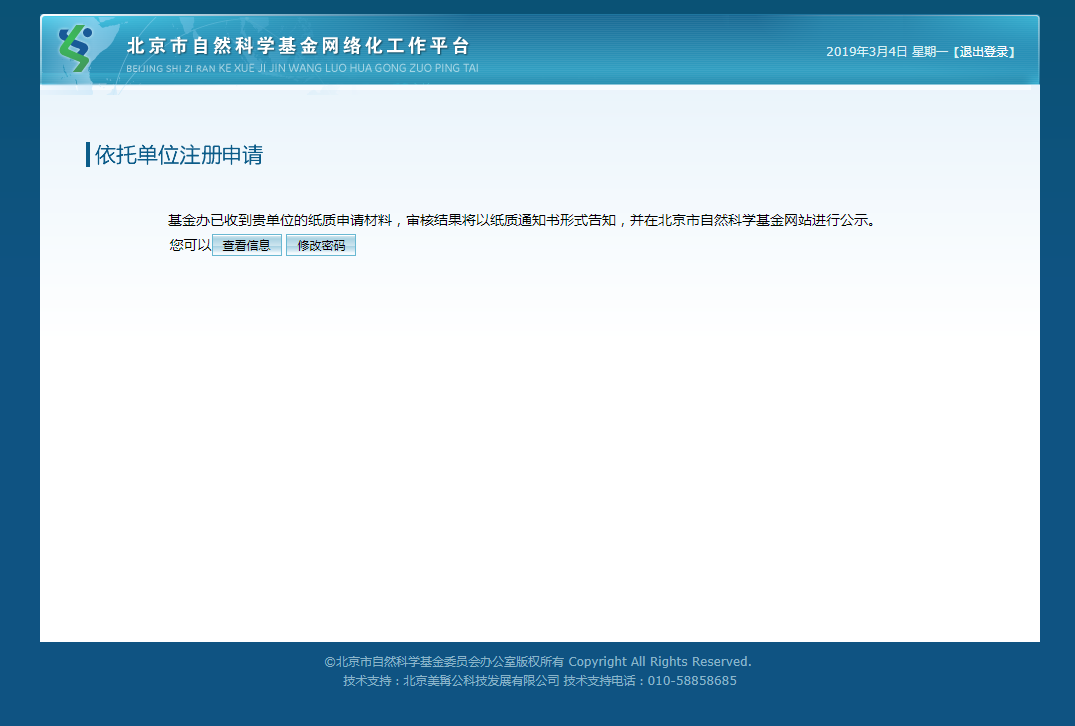 北京市自然科学基金网络化工作平台
BEIJING SHI ZI RAN KE XUE JI JIN WANG LUO HUA GONG ZUO PING TAI
2019年3月4日 星期一 [退出登录]
依托单位注册申请
基金办已收到贵单位的纸质申请材料，审核结果将以纸质通知书形式告知，并在北京市自然科学基金网站进行公示。
您可以 查看信息 修改密码
©北京市自然科学基金委员会办公室版权所有 Copyright All Rights Reserved.
技术支持：北京美髯公科技发展有限公司 技术支持电话：010-58858685